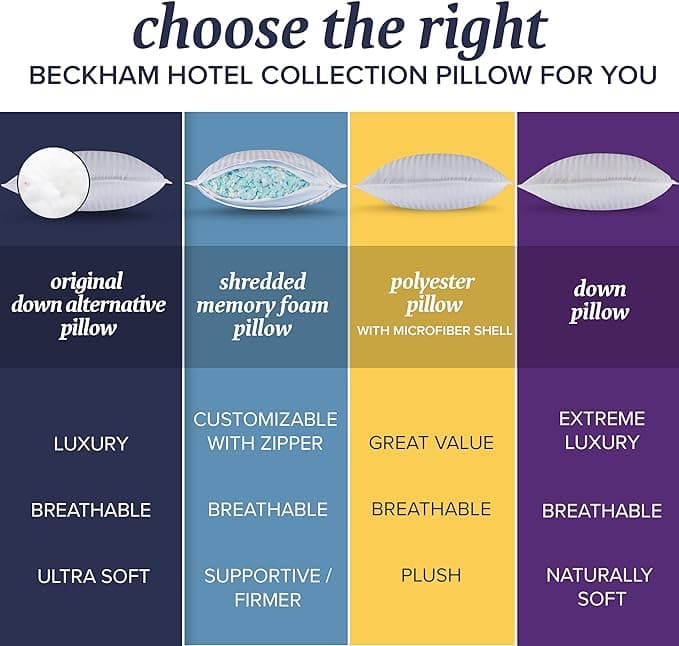 choose the right
BECKHAM HOTEL COLLECTION PILLOW FOR YOU
original
down alternative
pillow
LUXURY
BREATHABLE
ULTRA SOFT
shredded
memory foam
pillow
CUSTOMIZABLE
WITH ZIPPER
BREATHABLE
SUPPORTIVE /
FIRMER
polyester
pillow
WITH MICROFIBER SHELL
GREAT VALUE
BREATHABLE
PLUSH
down
pillow
EXTREME
LUXURY
BREATHABLE
NATURALLY
SOFT